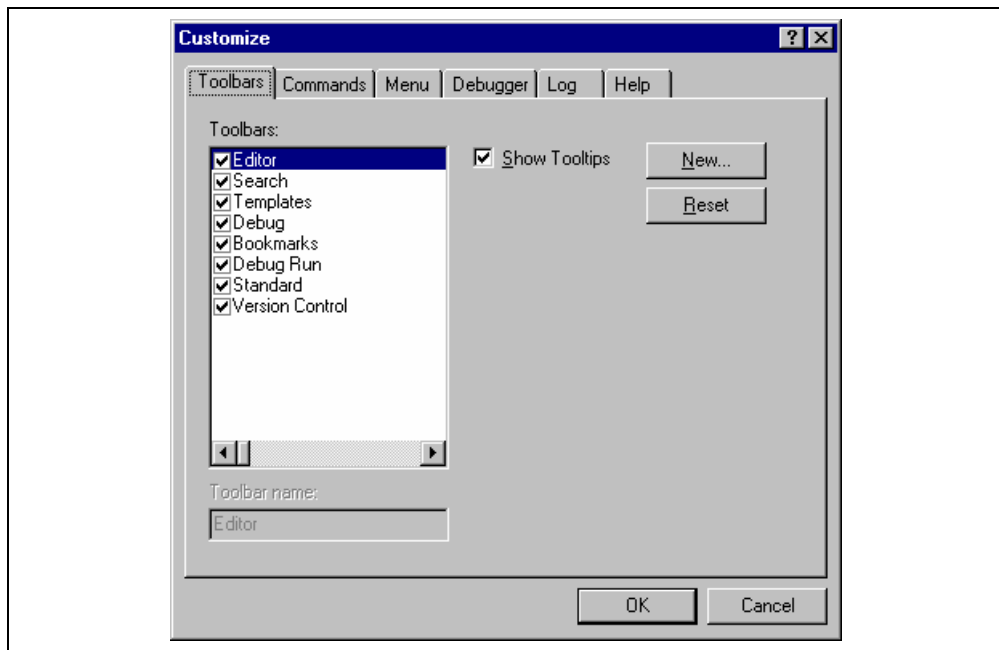 Customize
Toolbars Commands Menu Debugger Log Help
Toolbars:
Editor
Search
Templates
Debug
Bookmarks
Debug Run
Standard
Version Control
Show Tooltips
New...
Reset
Toolbar name:
Editor
OK Cancel